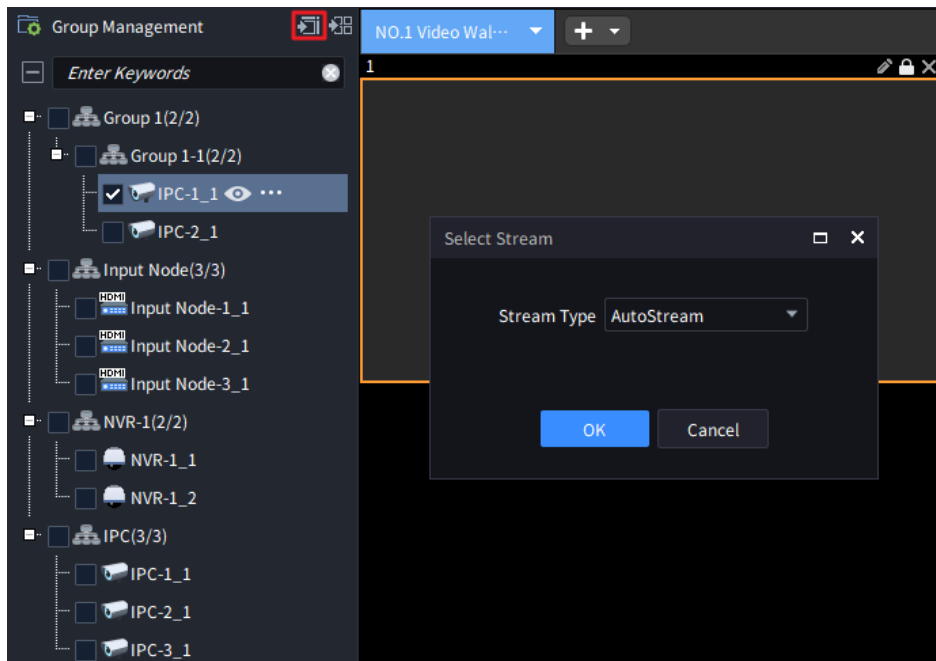 Group Management
NO.1 Video Wal···
Enter Keywords
1
Group 1(2/2)
Group 1-1(2/2)
IPC-1_1
IPC-2_1
Input Node(3/3)
HDMI
Input Node-1_1
HDMI
Input Node-2_1
HDMI
Input Node-3_1
NVR-1(2/2)
NVR-1_1
NVR-1_2
IPC(3/3)
IPC-1_1
IPC-2_1
IPC-3_1
Select Stream
Stream Type AutoStream
OK Cancel